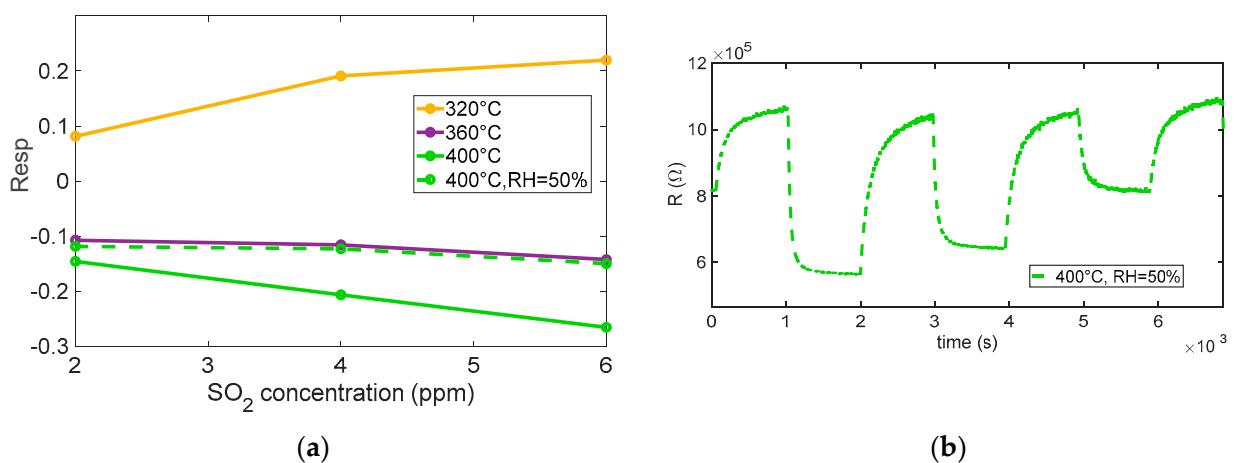 0.2
0.1
0
-0.1
-0.2
-0.3
Resp
320°C
360°C
400°C
400°C,RH=50%
2 3 4 5 6
SO2 concentration (ppm)
(a)
×10 5
12
10
8
6
R (Ω)
400°C, RH=50%
0 1 2 3 4 5 6
time (s)
×10 3
(b)